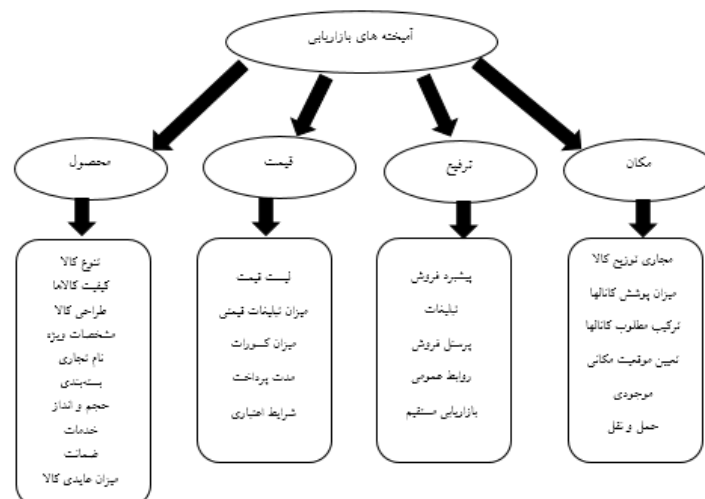 آمیخته های بازاریابی
مکان
ترفیع
قیمت
محصول
مجاری توزیع کالا
میزان پوشش کانالها
ترکیب مطلوب کانالها
تعیین موقعیت مکانی
موجودی
حمل و نقل
پیشبرد فروش
تبلیغات
پرسنل فروش
روابط عمومی
بازاریابی مستقیم
لیست قیمت
میزان تبلیغات قیمتی
میزان کسورات
مدت پرداخت
شرایط اعتباری
تنوع کالا
کیفیت کالاها
طراحی کالا
مشخصات ویژه
نام تجاری
بسته‌بندی
حجم و انداز
خدمات
ضمانت
میزان عایدی کالا